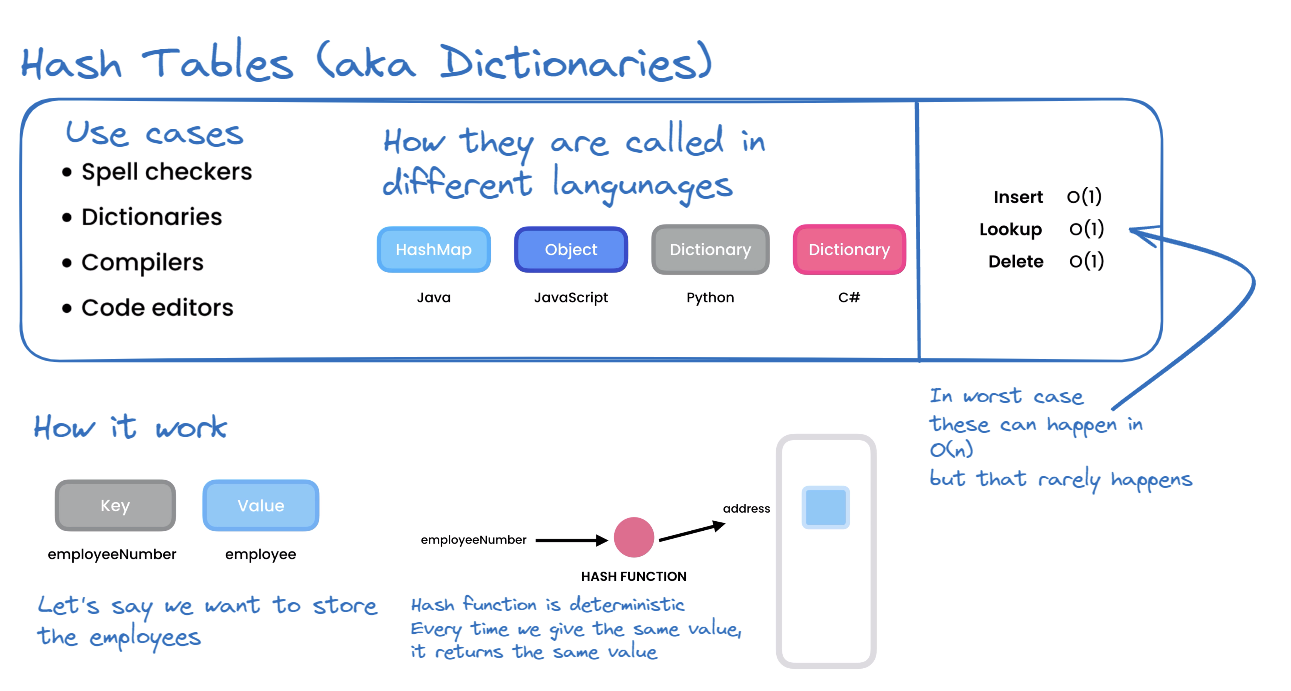 Hash Tables (aka Dictionaries)
Use cases
• Spell checkers
• Dictionaries
• Compilers
• Code editors
How they are called in
different langunages
HashMap
Java
Object
JavaScript
Dictionary
Python
Dictionary
C#
Insert O(1)
Lookup O(1)
Delete O(1)
In worst case
these can happen in
O(n)
but that rarely happens
How it work
Key
employeeNumber
Value
employee
Let's say we want to store
the employees
employeeNumber
HASH FUNCTION
address
Hash function is deterministic
Every time we give the same value,
it returns the same value